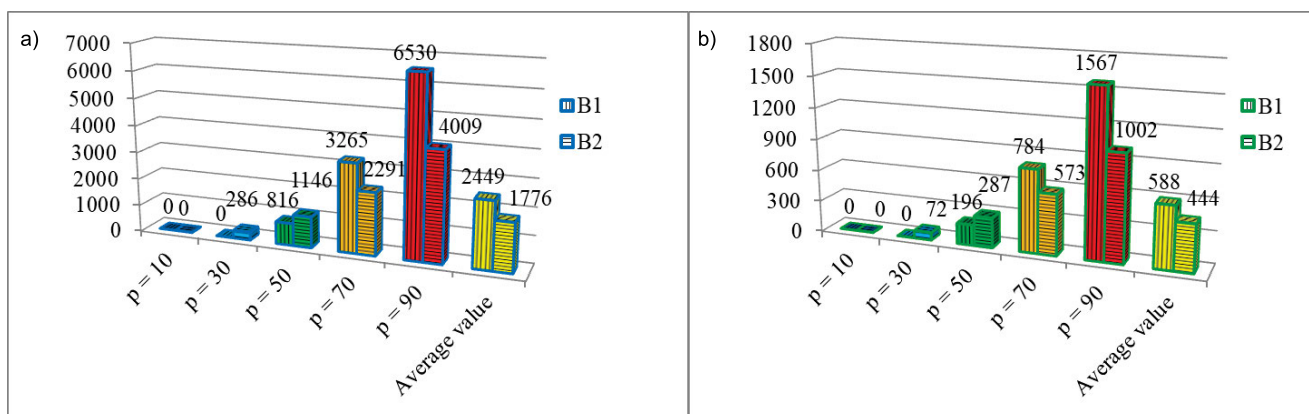 a)
7000
6000
5000
4000
3000
2000
1000
0
0 0
0 286
816 1146
3265 2291
6530 4009
2449 1776
p = 10
p = 30
p = 50
p = 70
p = 90
Average value
B1
B2
b)
1800
1500
1200
900
600
300
0
0 0
0 72
196 287
784 573
1567 1002
588 444
p = 10
p = 30
p = 50
p = 70
p = 90
Average value
B1
B2